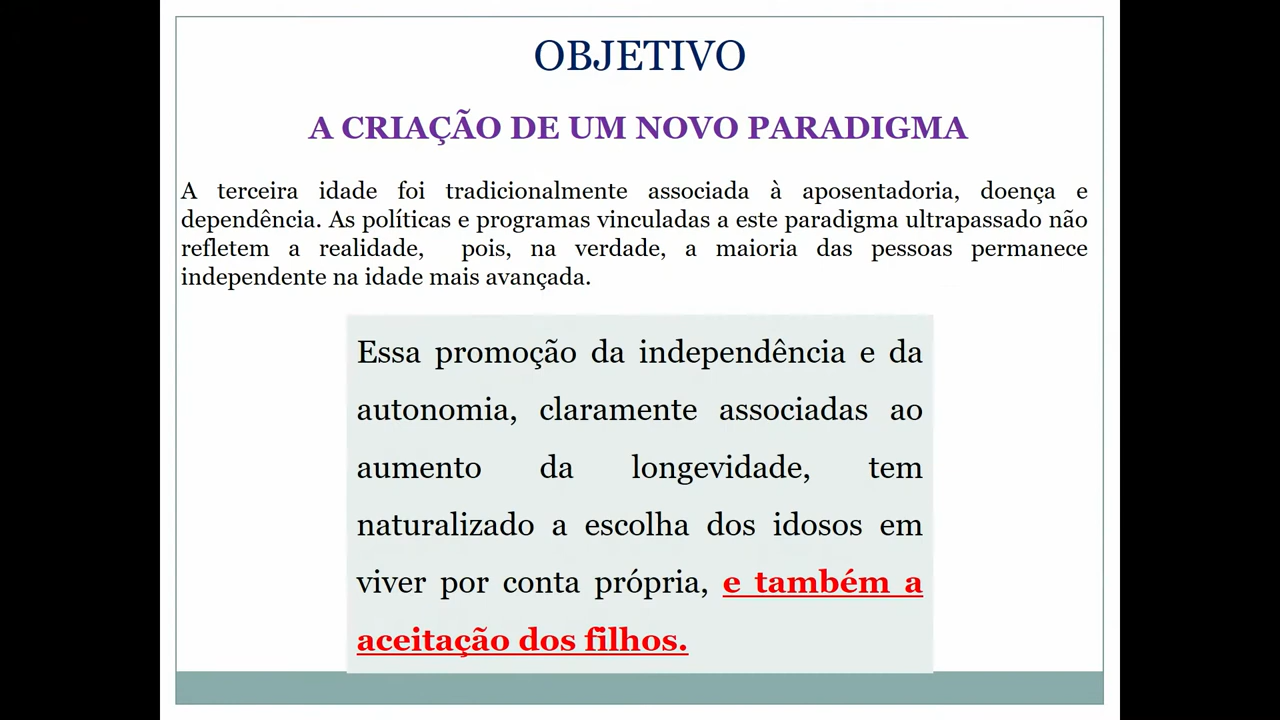 OBJETIVO
A CRIAÇÃO DE UM NOVO PARADIGMA
A terceira idade foi tradicionalmente associada à aposentadoria, doença e
dependência. As políticas e programas vinculadas a este paradigma ultrapassado não
refletem a realidade, pois, na verdade, a maioria das pessoas permanece
independente na idade mais avançada.
Essa promoção da independência e da
autonomia, claramente associadas ao
aumento da longevidade, tem
naturalizado a escolha dos idosos em
viver por conta própria, e também a
aceitação dos filhos.